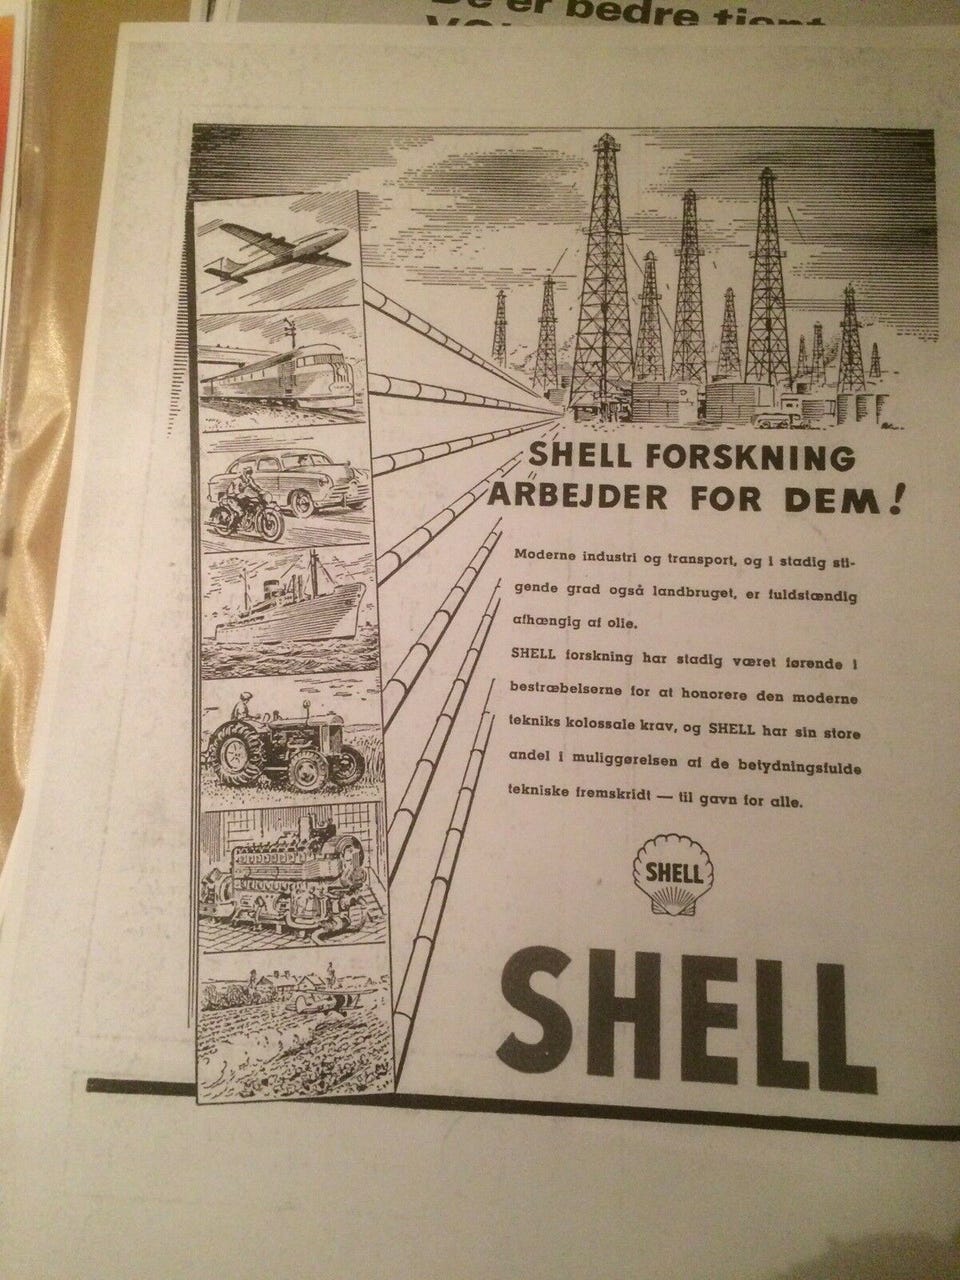 De er bedre tjent
SHELL FORSKNING
ARBEJDER FOR DEM!
Moderne industri og transport, og i stadig sti-
gende grad også landbruget, er fuldstændig
afhængig af olie.
SHELL forskning har stadig været førende i
bestræbelserne for at honorere den moderne
tekniks kolossale krav, og SHELL har sin store
andel i muliggørelsen af de betydningsfulde
tekniske fremskridt — til gavn for alle.
SHELL
SHELL